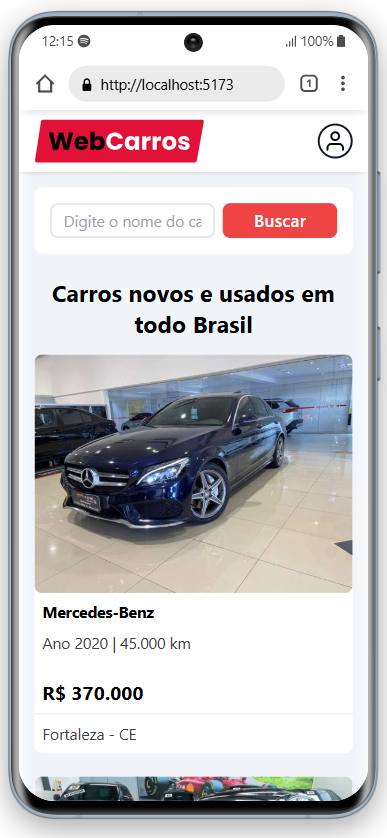 12:15 100%
http://localhost:5173 1
WebCarros
Digite o nome do ca Buscar
Carros novos e usados em
todo Brasil
Mercedes-Benz
Ano 2020 | 45.000 km
R$ 370.000
Fortaleza - CE